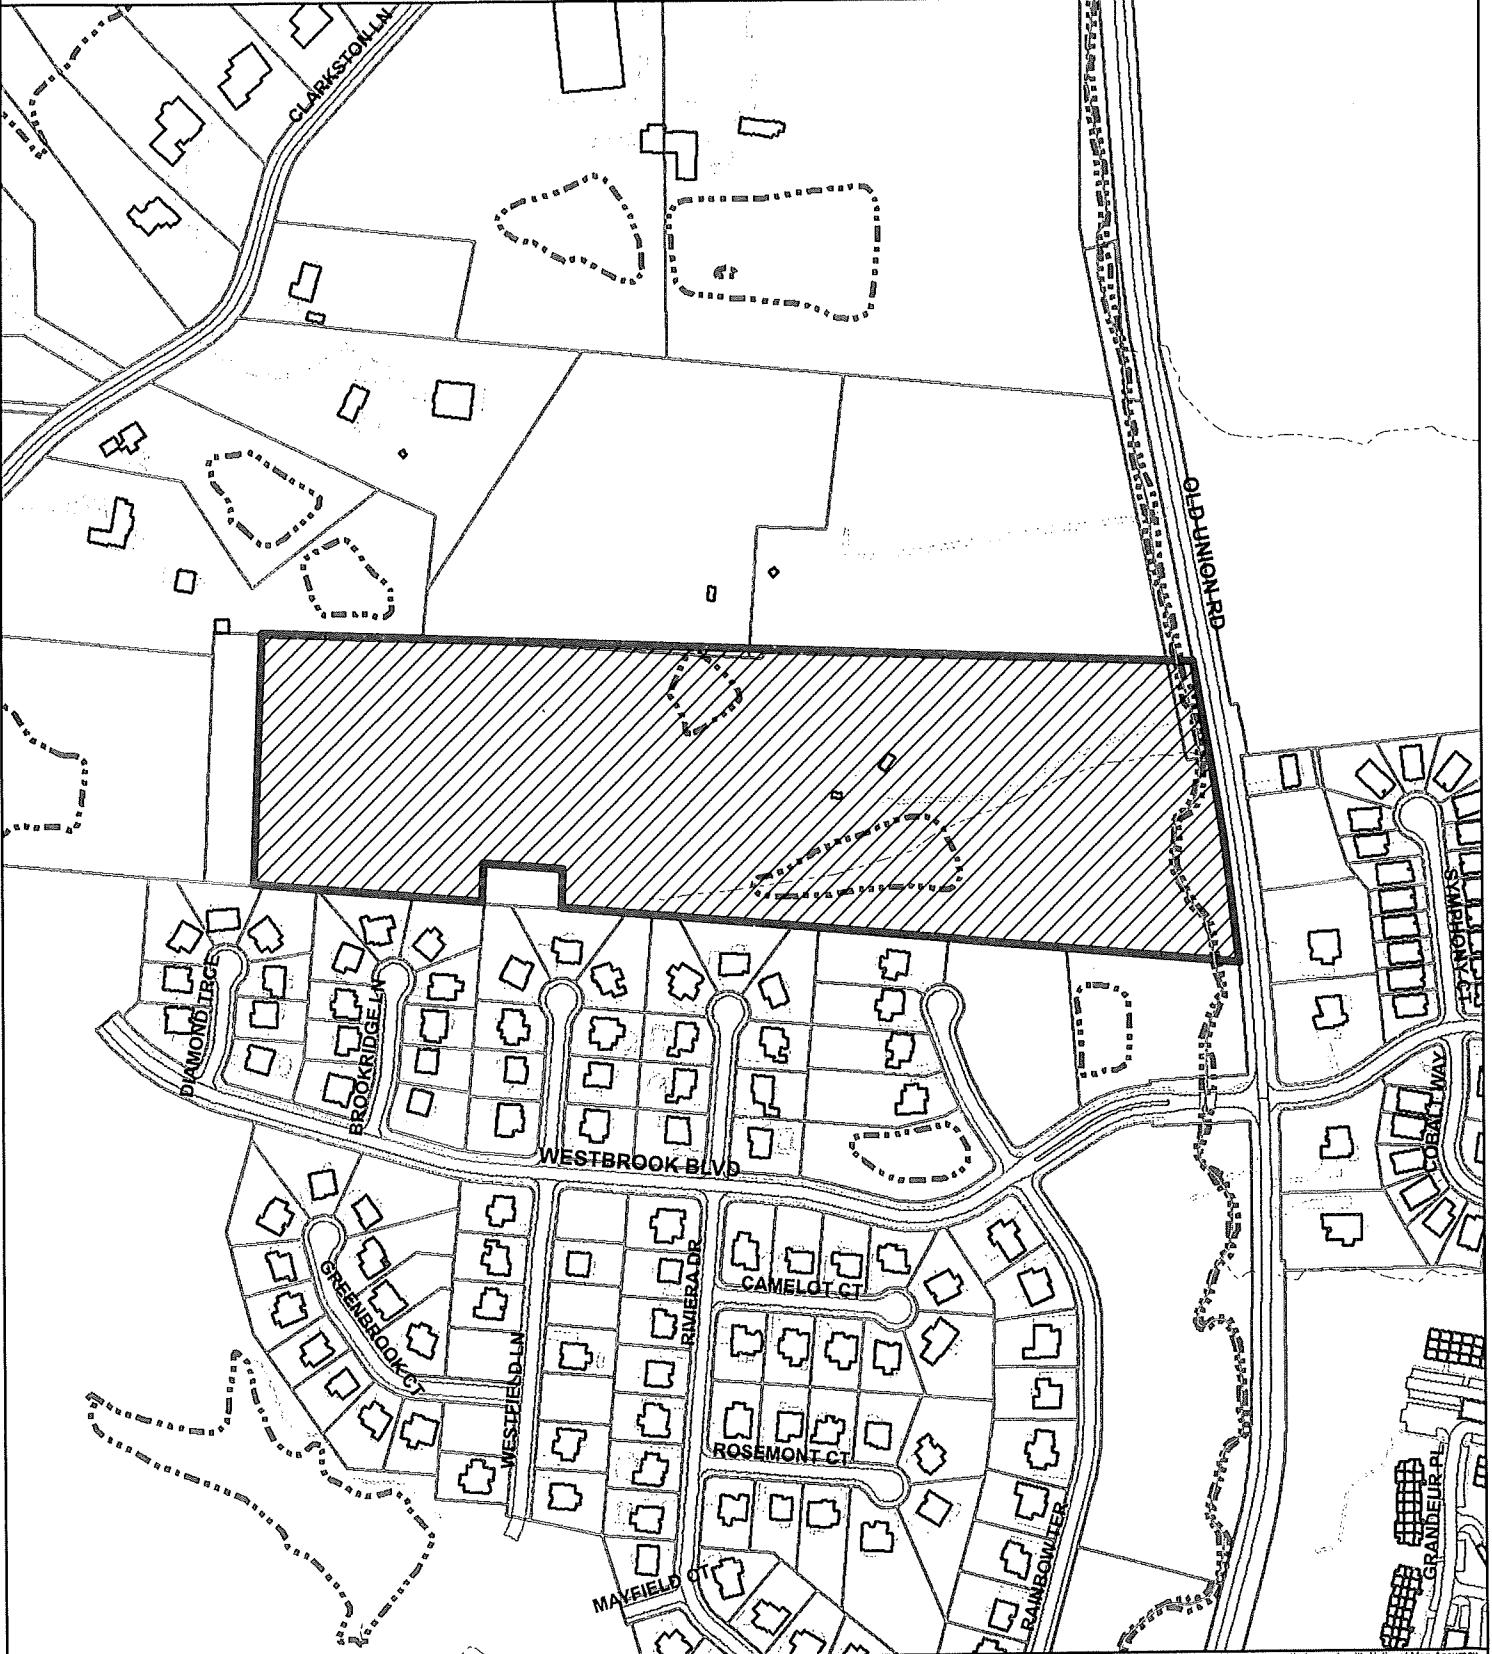 CLARKSTON LN
OLD UNION RD
SYMPHONY CT
DIAMOND
BROOKRIDGE LN
COBALT WAY
WESTBROOK BLVD
GREENBROOK CT
WESTFIELD LN
RIVIERA DR
CAMELOT CT
ROSEMONT CT
RAINBOW TER
GRANDEUR PL
MAYFIELD CT